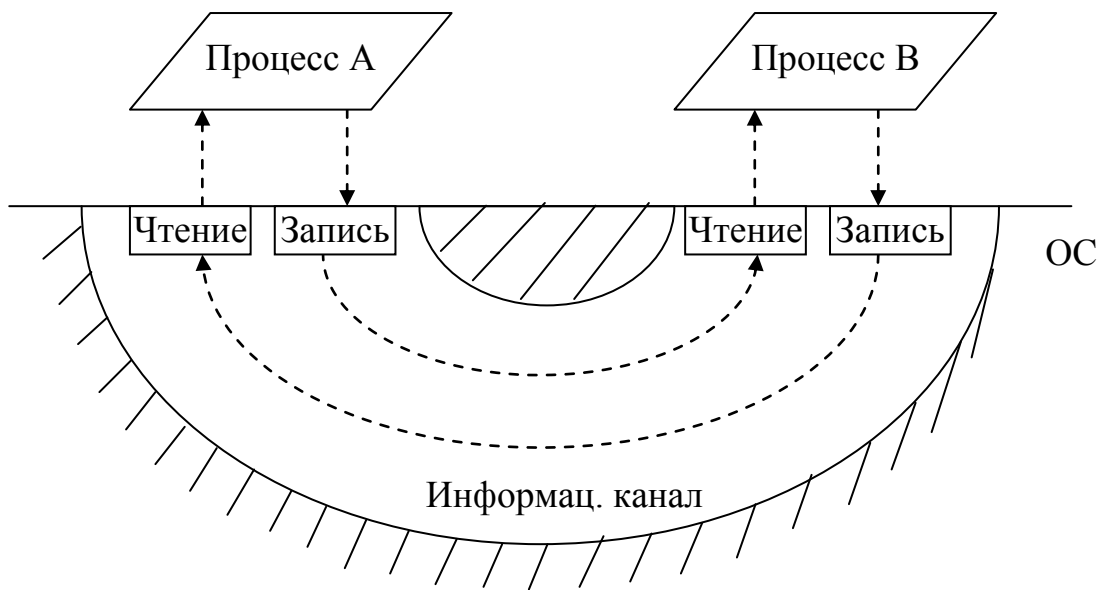 Процесс А
Процесс В
Чтение
Запись
Чтение
Запись
ОС
Информац. канал